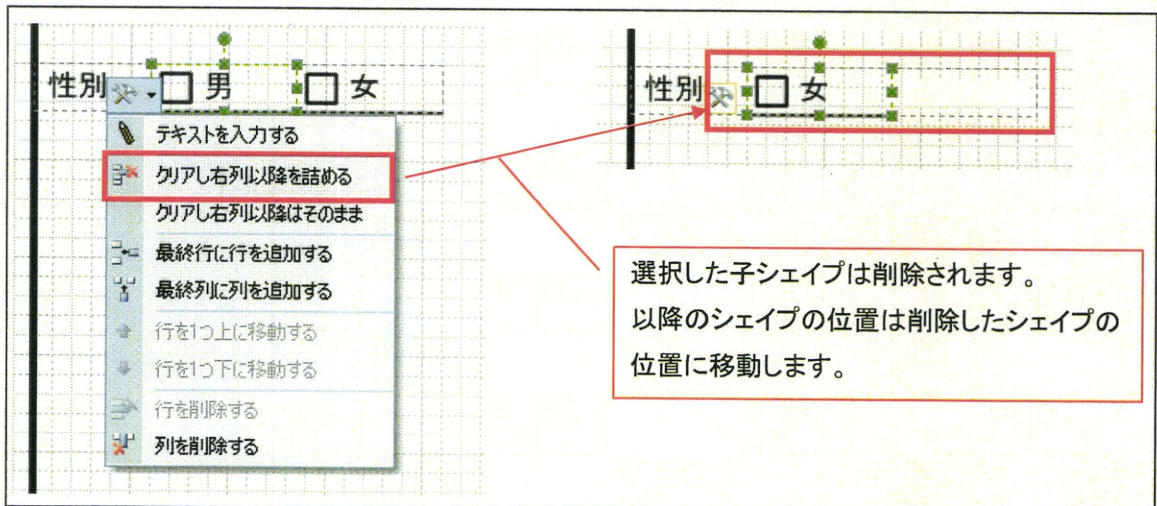 性別 男 女
テキストを入力する
クリアし右列以降を詰める
クリアし右列以降はそのまま
最終行に行を追加する
最終列に列を追加する
行を1つ上に移動する
行を1つ下に移動する
行を削除する
列を削除する
性別 女
選択した子シェイプは削除されます。
以降のシェイプの位置は削除したシェイプの
位置に移動します。